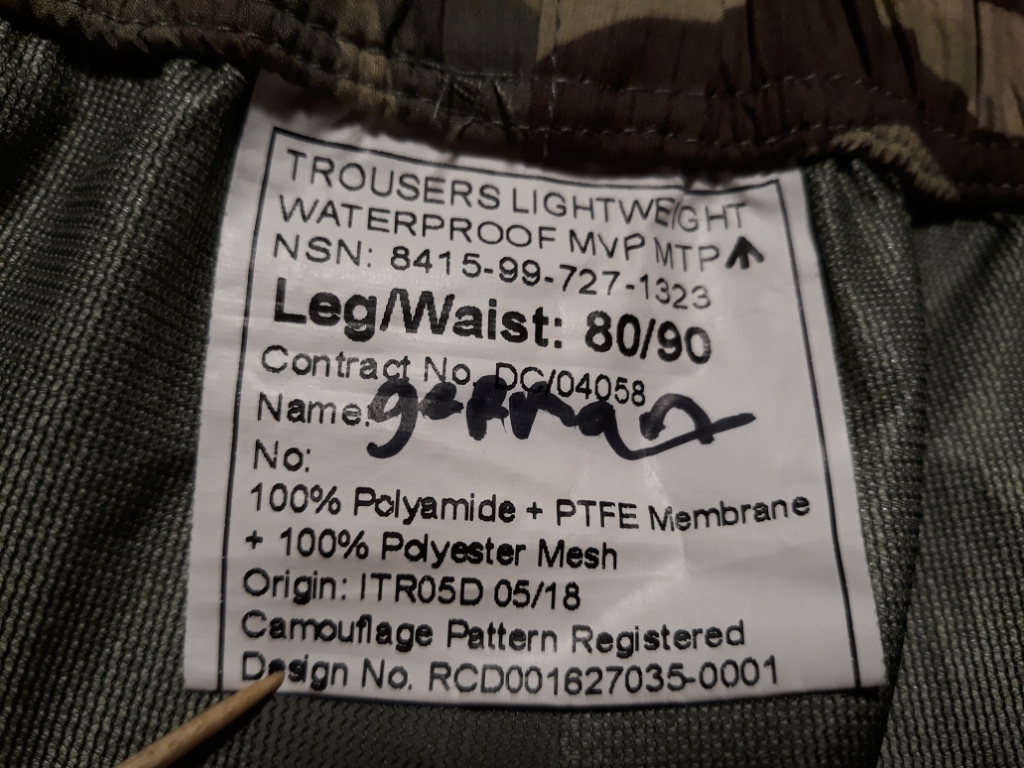 TROUSERS LIGHTWEIGHT
WATERPROOF MVP MTP
NSN: 8415-99-727-1323
Leg/Waist: 80/90
Contract No. DC/04058
Name: german
No:
100% Polyamide + PTFE Membrane
+ 100% Polyester Mesh
Origin: ITR05D 05/18
Camouflage Pattern Registered
Design No. RCD001627035-0001